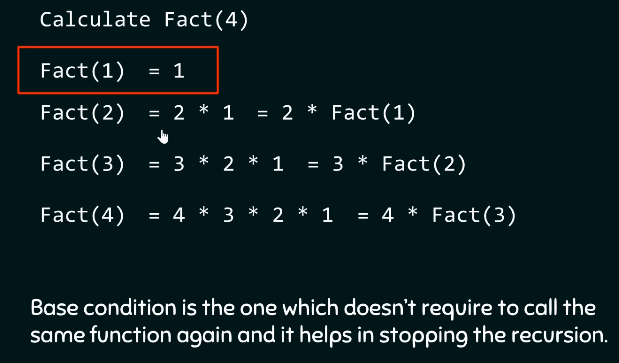 Calculate Fact(4)
Fact(1) = 1
Fact(2) = 2 * 1 = 2 * Fact(1)
Fact(3) = 3 * 2 * 1 = 3 * Fact(2)
Fact(4) = 4 * 3 * 2 * 1 = 4 * Fact(3)
Base condition is the one which doesn't require to call the
same function again and it helps in stopping the recursion.